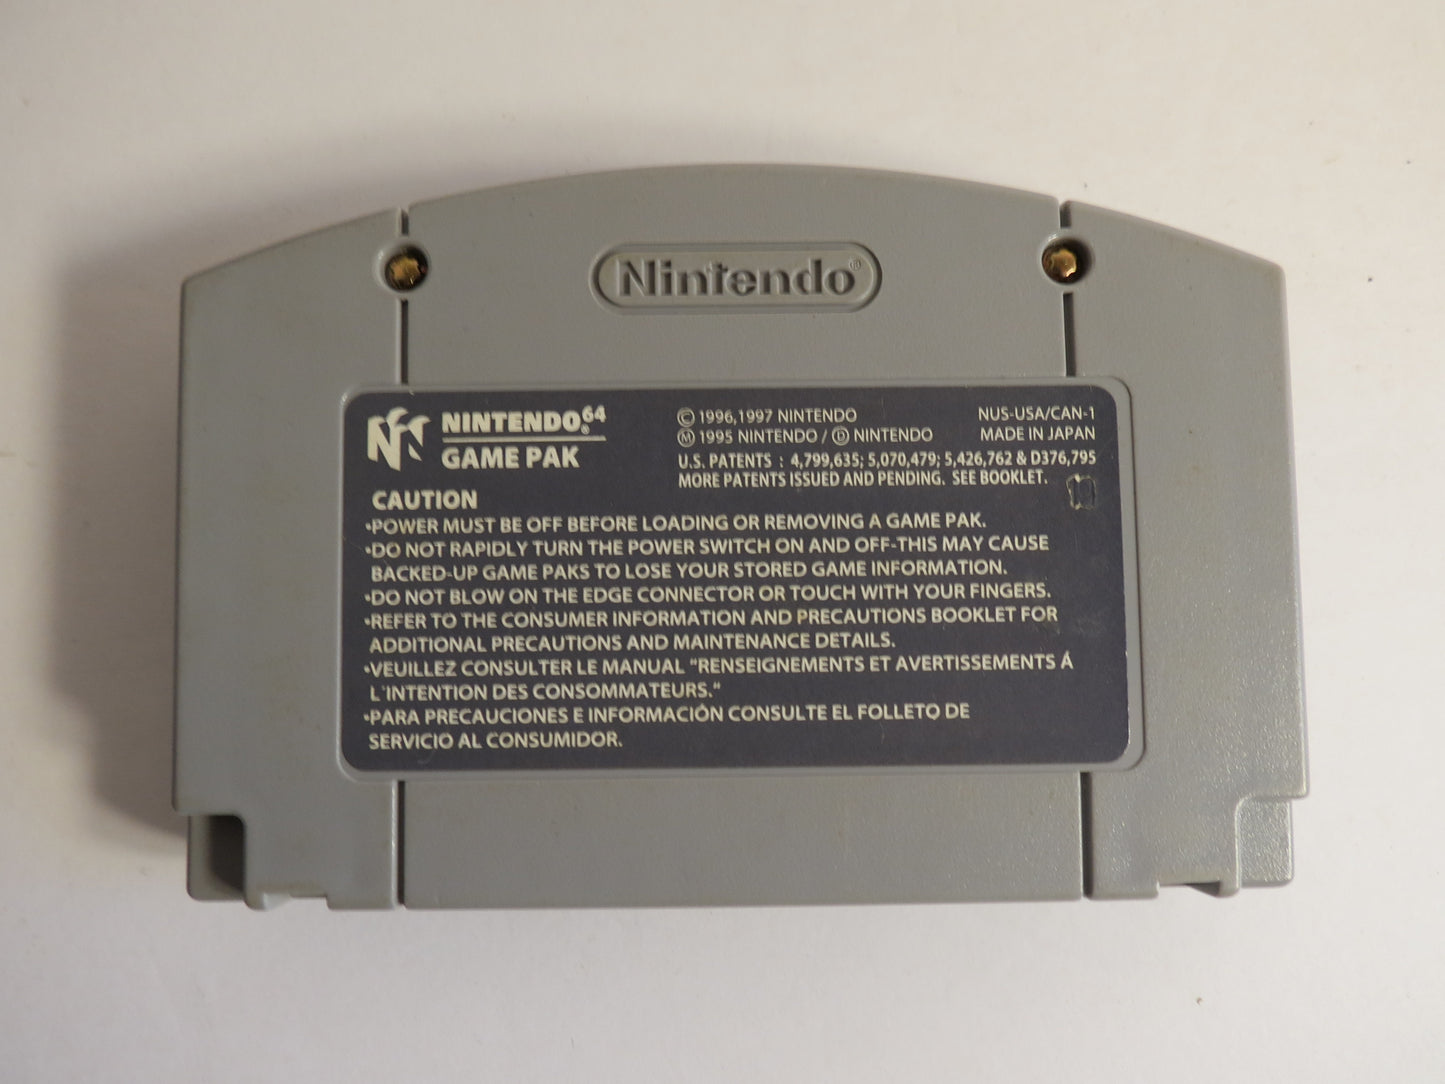 Nintendo®
NINTENDO64®
GAME PAK
© 1996,1997 NINTENDO
Ⓜ 1995 NINTENDO / Ⓓ NINTENDO
NUS-USA/CAN-1
MADE IN JAPAN
U.S. PATENTS : 4,799,635; 5,070,479; 5,426,762 & D376,795
MORE PATENTS ISSUED AND PENDING. SEE BOOKLET.
10
CAUTION
•POWER MUST BE OFF BEFORE LOADING OR REMOVING A GAME PAK.
•DO NOT RAPIDLY TURN THE POWER SWITCH ON AND OFF-THIS MAY CAUSE
BACKED-UP GAME PAKS TO LOSE YOUR STORED GAME INFORMATION.
•DO NOT BLOW ON THE EDGE CONNECTOR OR TOUCH WITH YOUR FINGERS.
•REFER TO THE CONSUMER INFORMATION AND PRECAUTIONS BOOKLET FOR
ADDITIONAL PRECAUTIONS AND MAINTENANCE DETAILS.
•VEUILLEZ CONSULTER LE MANUAL "RENSEIGNEMENTS ET AVERTISSEMENTS Á
L'INTENTION DES CONSOMMATEURS."
•PARA PRECAUCIONES E INFORMACIÓN CONSULTE EL FOLLETO DE
SERVICIO AL CONSUMIDOR.